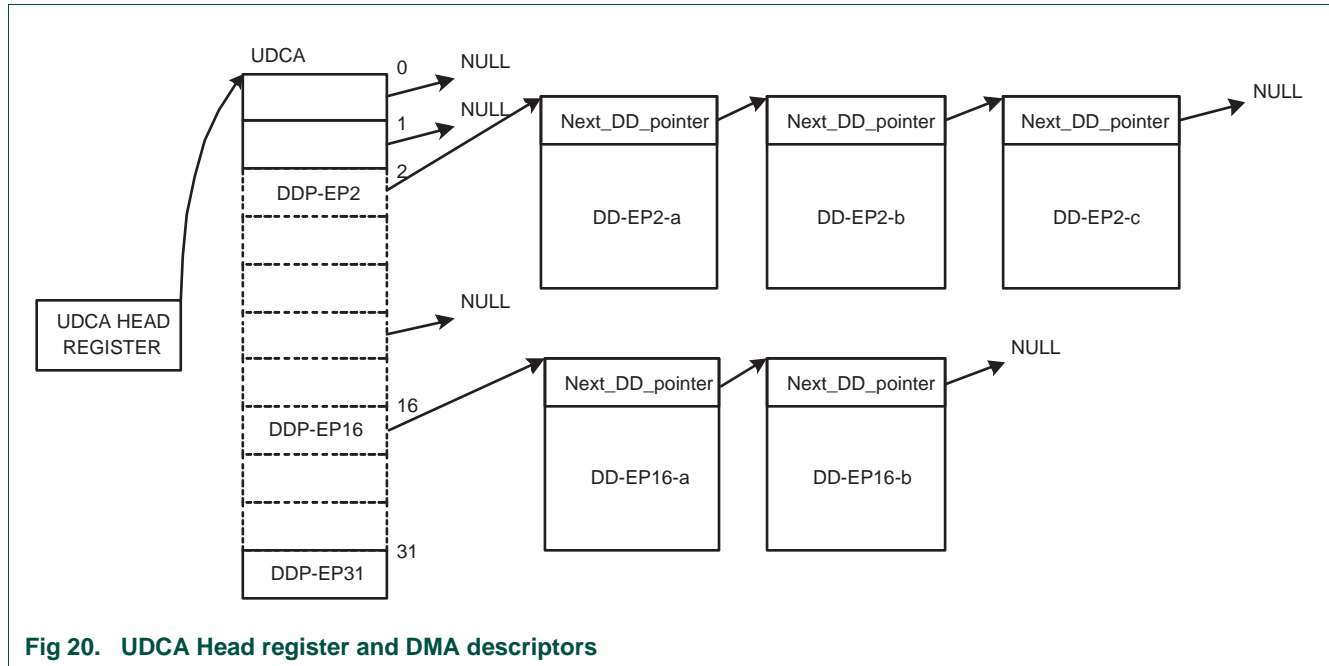 UDCA
0
NULL
1
NULL
2
DDP-EP2
Next_DD_pointer
Next_DD_pointer
Next_DD_pointer
NULL
DD-EP2-a
DD-EP2-b
DD-EP2-c
UDCA HEAD
REGISTER
NULL
16
DDP-EP16
Next_DD_pointer
Next_DD_pointer
NULL
DD-EP16-a
DD-EP16-b
31
DDP-EP31
Fig 20. UDCA Head register and DMA descriptors